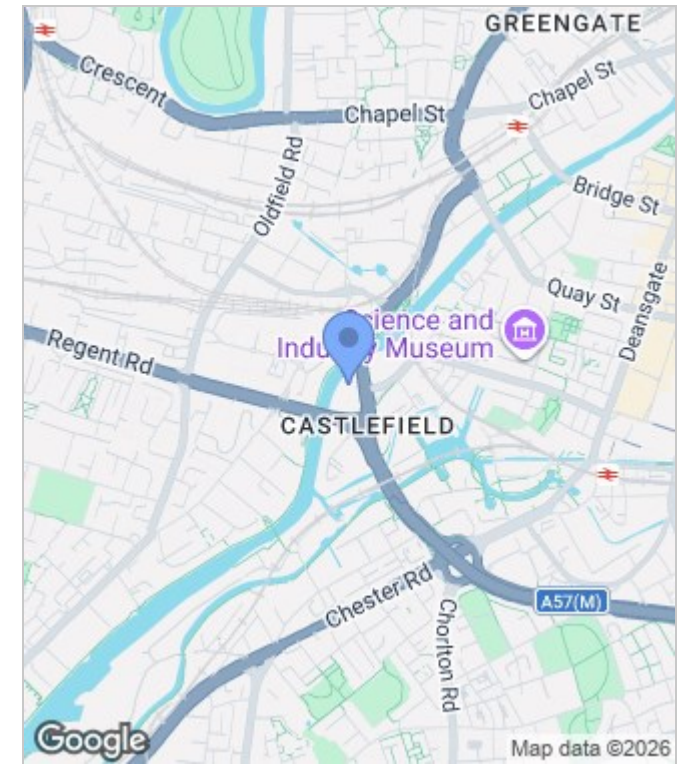 GREENGATE
Crescent
Chapel St
Chapel St
Oldfield Rd
Bridge St
Quay St
Deansgate
Science and
Industry Museum
Regent Rd
CASTLEFIELD
Chester Rd
A57(M)
Chorlton Rd
Google
Map data ©2026